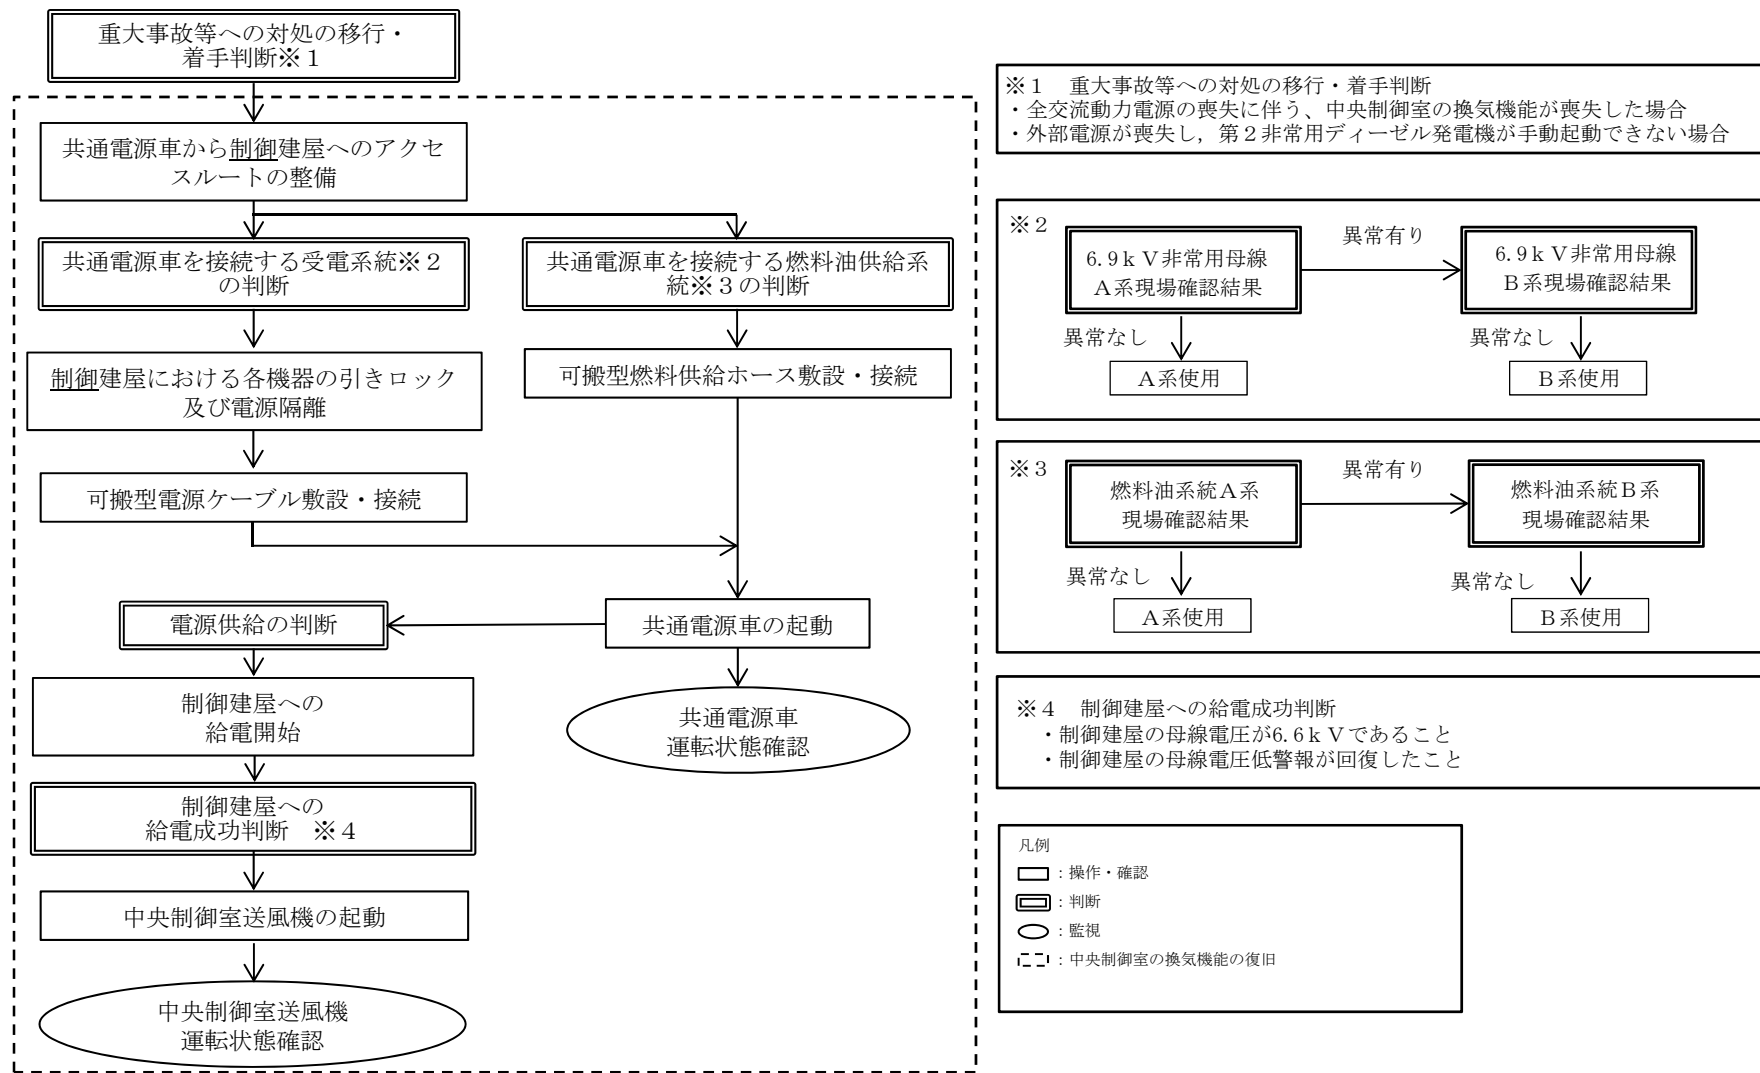 重大事故等への対処の移行・
着手判断※１
共通電源車から制御建屋へのアクセ
スルートの整備
共通電源車を接続する受電系統※２
の判断
共通電源車を接続する燃料油供給系
統※３の判断
制御建屋における各機器の引きロック
及び電源隔離
可搬型燃料供給ホース敷設・接続
可搬型電源ケーブル敷設・接続
電源供給の判断
共通電源車の起動
制御建屋への
給電開始
共通電源車
運転状態確認
制御建屋への
給電成功判断　※４
中央制御室送風機の起動
中央制御室送風機
運転状態確認
※１　重大事故等への対処の移行・着手判断
・全交流動力電源の喪失に伴う、中央制御室の換気機能が喪失した場合
・外部電源が喪失し，第２非常用ディーゼル発電機が手動起動できない場合
※２
6.9ｋＶ非常用母線
Ａ系現場確認結果
異常有り
6.9ｋＶ非常用母線
Ｂ系現場確認結果
異常なし
異常なし
Ａ系使用
Ｂ系使用
※３
燃料油系統Ａ系
現場確認結果
異常有り
燃料油系統Ｂ系
現場確認結果
異常なし
異常なし
Ａ系使用
Ｂ系使用
※４　制御建屋への給電成功判断
・制御建屋の母線電圧が6.6ｋＶであること
・制御建屋の母線電圧低警報が回復したこと
凡例
：操作・確認
：判断
：監視
：中央制御室の換気機能の復旧